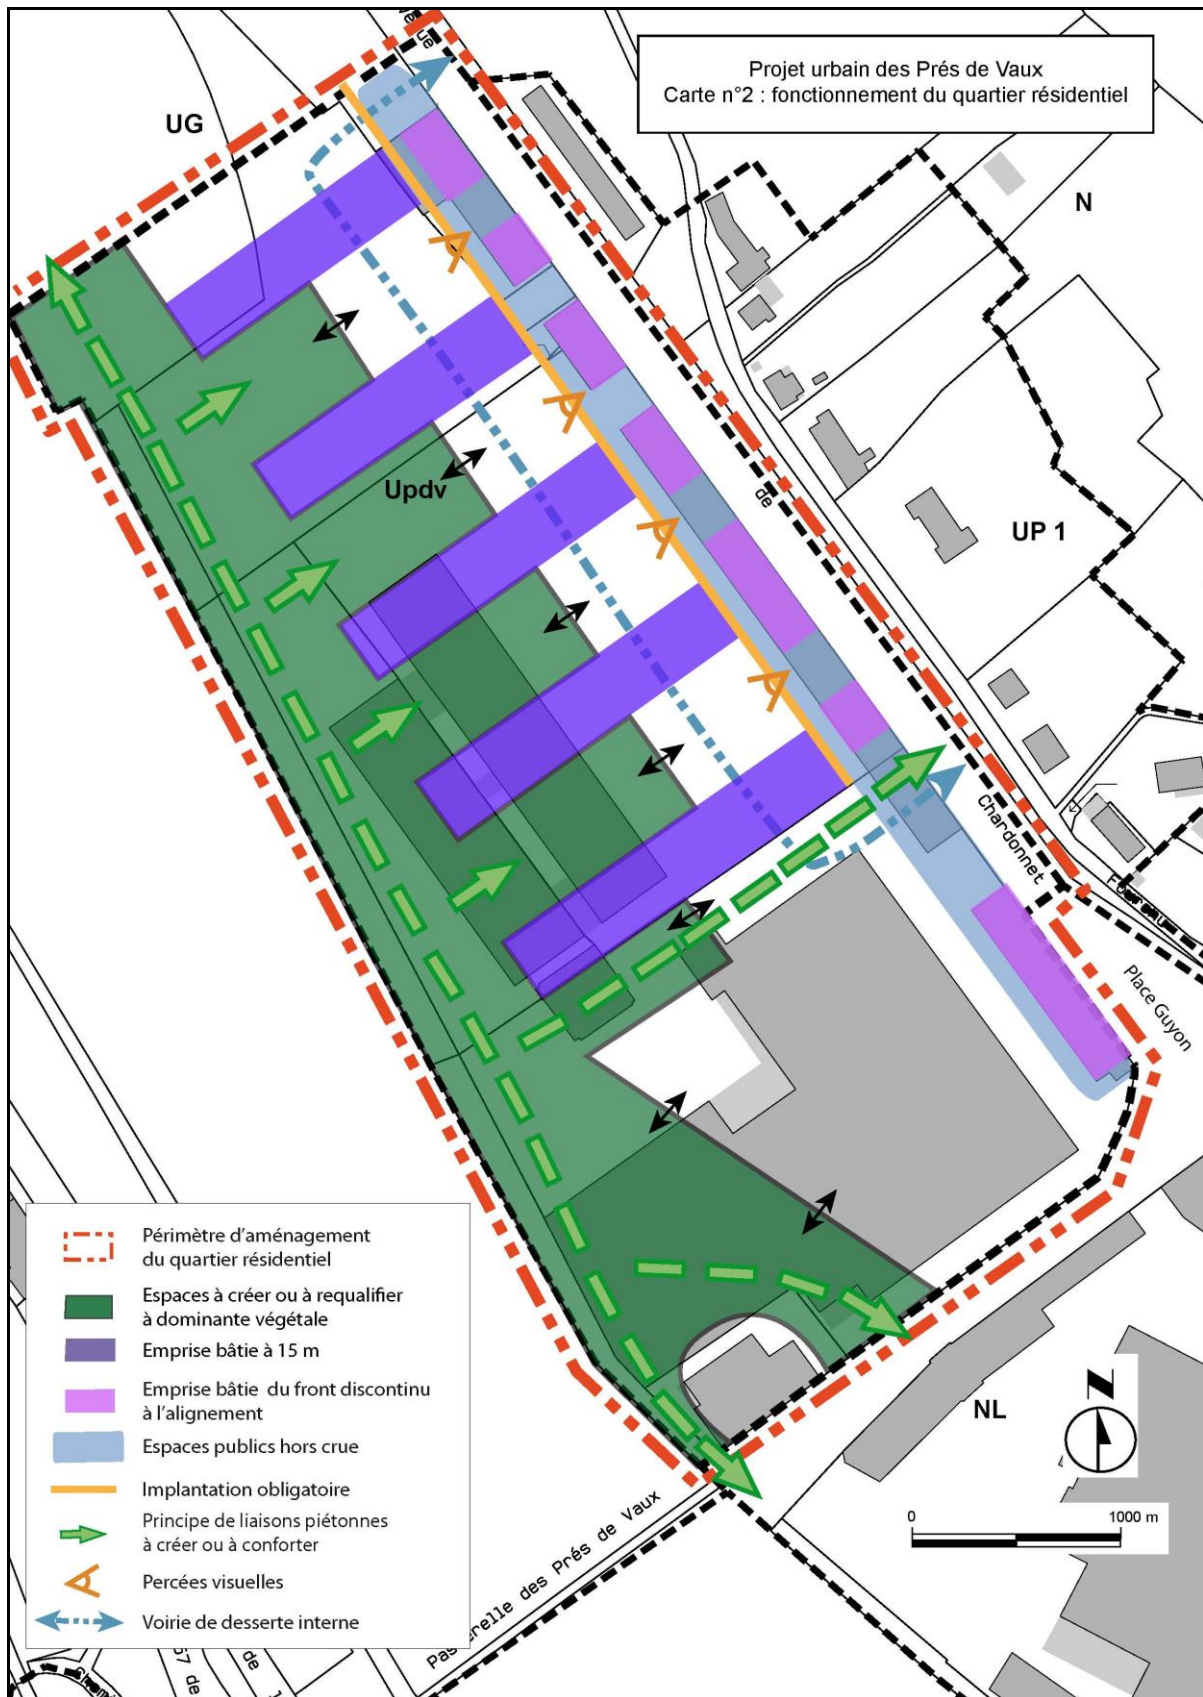 Projet urbain des Prés de Vaux
Carte n°2 : fonctionnement du quartier résidentiel
UG
N
Updv
UP 1
de
Chardonnet
Place Guyon
NL
N
0 1000 m
Passerelle des Prés de Vaux
Périmètre d'aménagement
du quartier résidentiel
Espaces à créer ou à requalifier
à dominante végétale
Emprise bâtie à 15 m
Emprise bâtie du front discontinu
à l'alignement
Espaces publics hors crue
Implantation obligatoire
Principe de liaisons piétonnes
à créer ou à conforter
Percées visuelles
Voirie de desserte interne
de